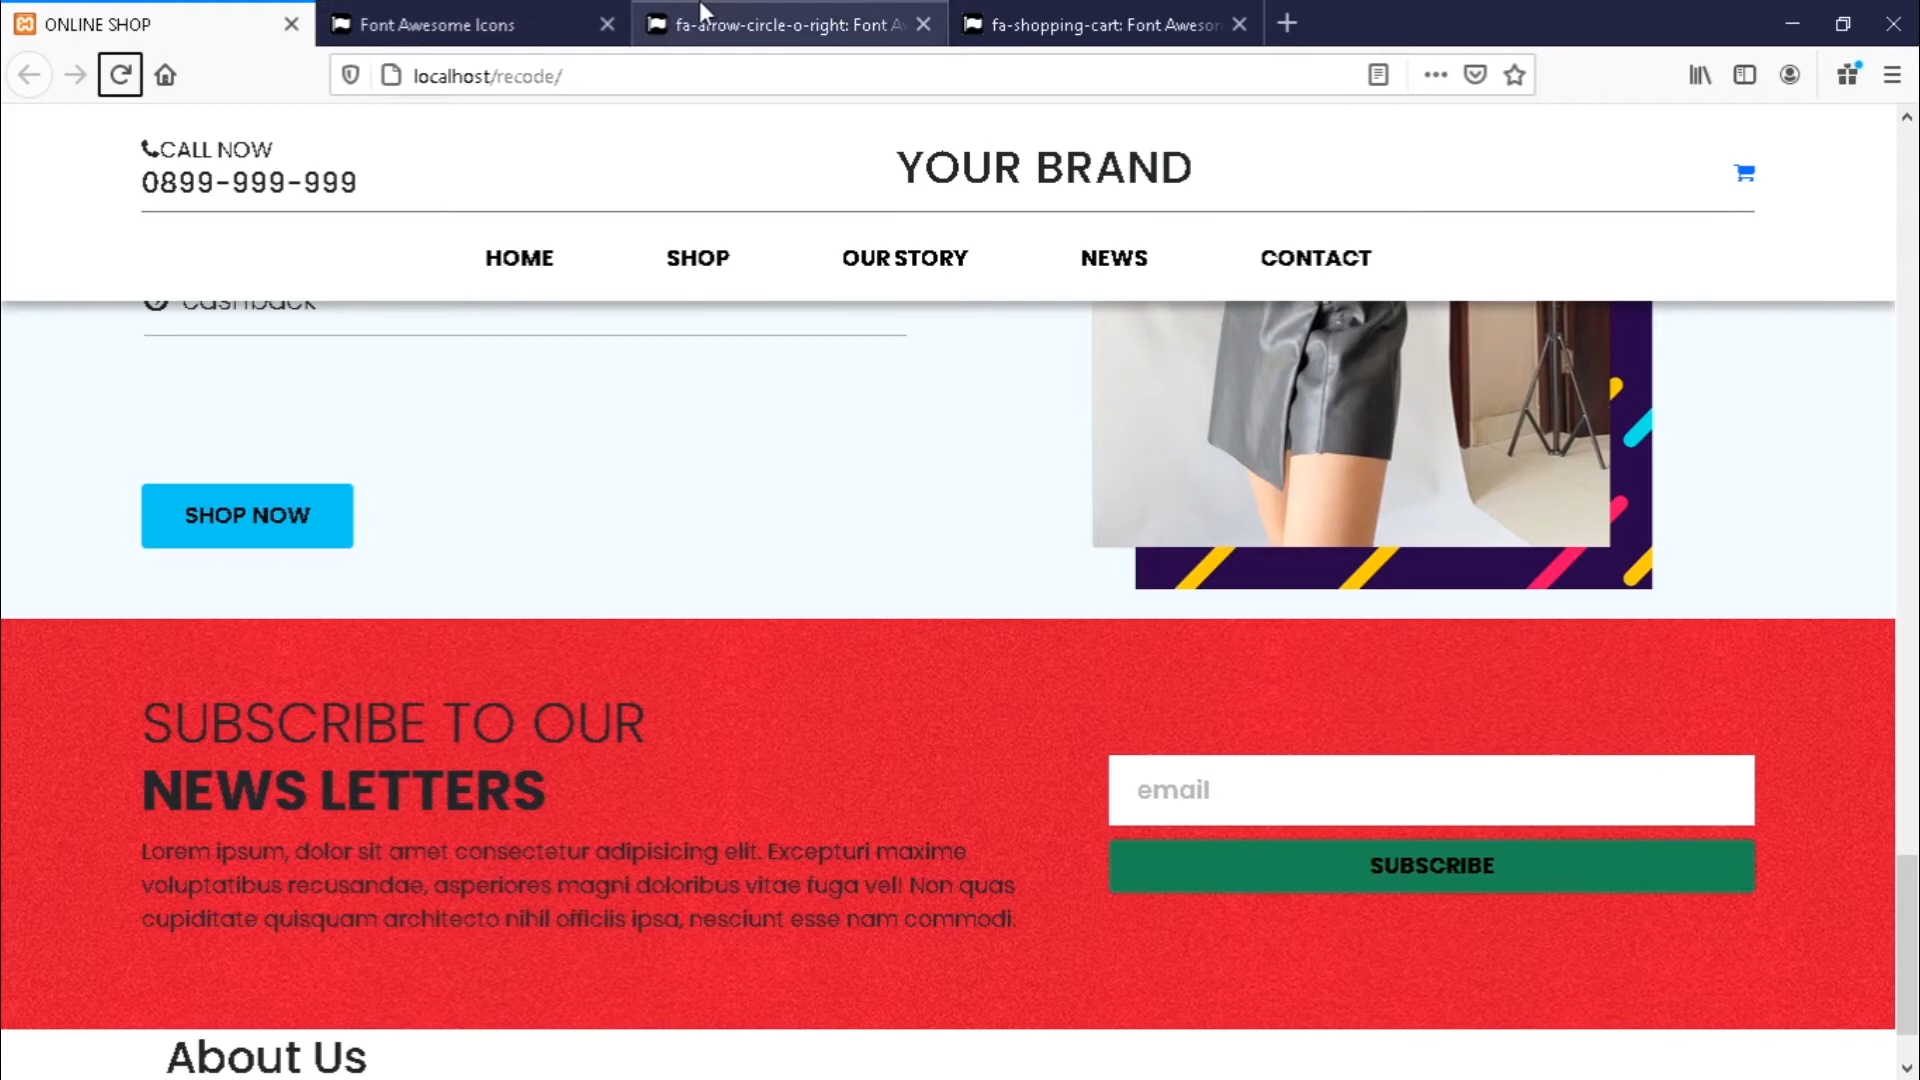 ONLINE SHOP
Font Awesome Icons
fa-arrow-circle-o-right: Font A
fa-shopping-cart: Font Aweson
localhost/recode/
CALL NOW
0899-999-999
YOUR BRAND
HOME SHOP OUR STORY NEWS CONTACT
cashback
SHOP NOW
SUBSCRIBE TO OUR
NEWS LETTERS
Lorem ipsum, dolor sit amet consectetur adipisicing elit. Excepturi maxime
voluptatibus recusandae, asperiores magni doloribus vitae fuga vel! Non quas
cupiditate quisquam architecto nihil officiis ipsa, nesciunt esse nam commodi.
email
SUBSCRIBE
About Us